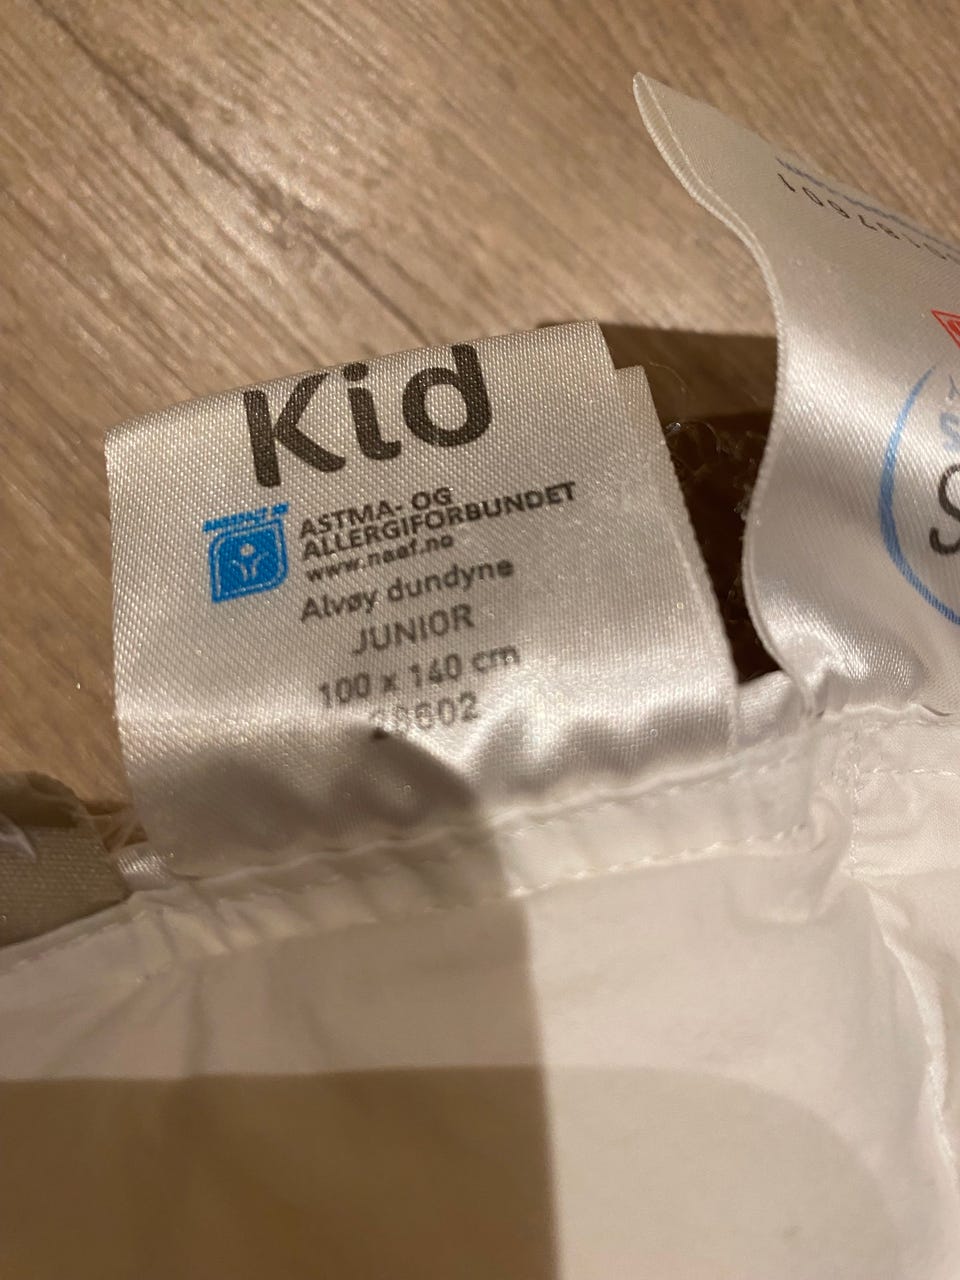 Kid
ASTMA- OG
ALLERGIFORBUNDET
www.naaf.no
Alvøy dundyne
JUNIOR
100 x 140 cm